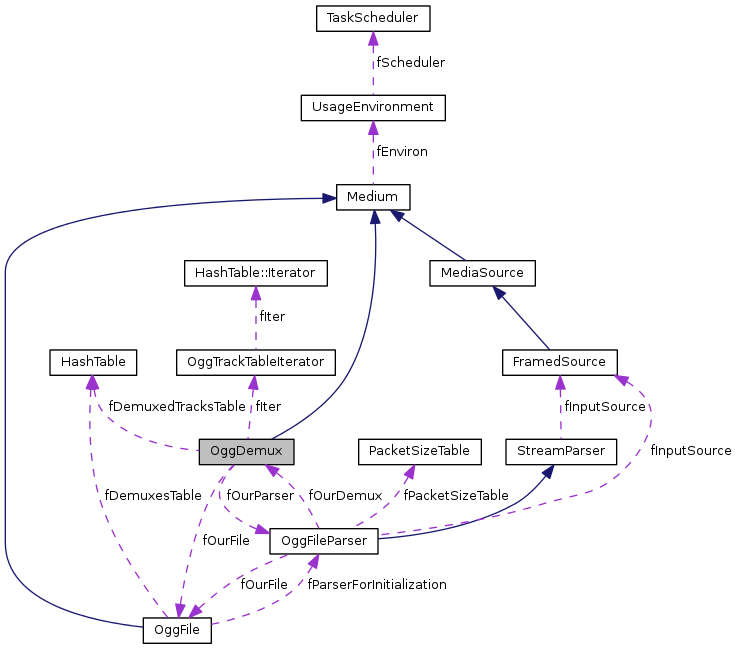 TaskScheduler
fScheduler
UsageEnvironment
fEnviron
Medium
HashTable::Iterator
MediaSource
fIter
HashTable
OggTrackTableIterator
FramedSource
fDemuxedTracksTable
fIter
fInputSource
OggDemux
PacketSizeTable
StreamParser
fInputSource
fDemuxesTable
fOurParser
fOurDemux
fPacketSizeTable
fOurFile
OggFileParser
fOurFile
fParserForInitialization
OggFile